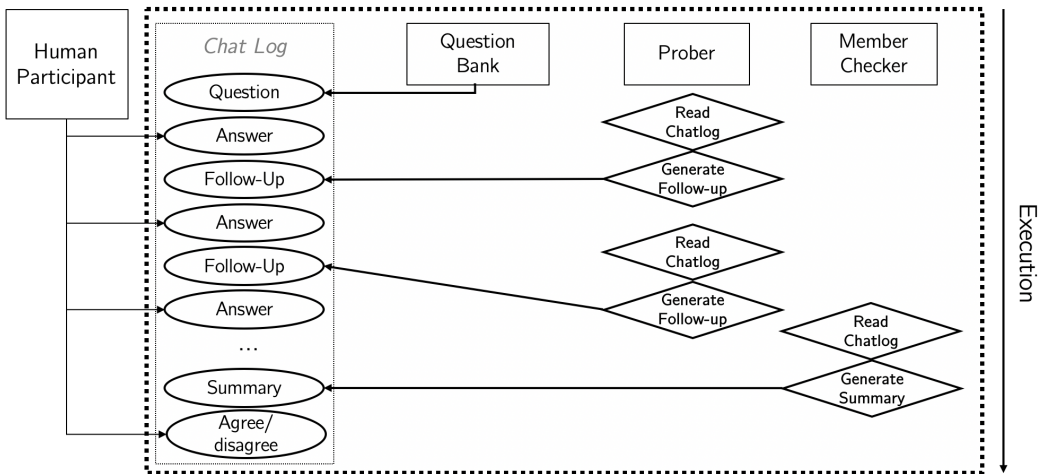 Human
Participant
Chat Log
Question
Answer
Follow-Up
Answer
Follow-Up
Answer
...
Summary
Agree/
disagree
Question
Bank
Prober
Read
Chatlog
Generate
Follow-up
Read
Chatlog
Generate
Follow-up
Member
Checker
Read
Chatlog
Generate
Summary
Execution